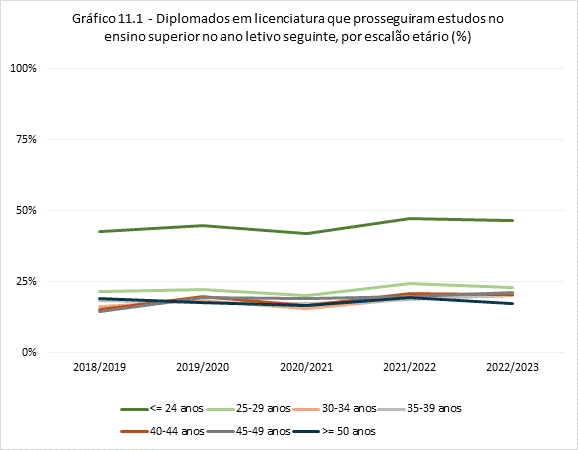 Gráfico 11.1 - Diplomados em licenciatura que prosseguiram estudos no
ensino superior no ano letivo seguinte, por escalão etário (%)
100%
75%
50%
25%
0%
2018/2019 2019/2020 2020/2021 2021/2022 2022/2023
<= 24 anos 25-29 anos 30-34 anos 35-39 anos
40-44 anos 45-49 anos >= 50 anos